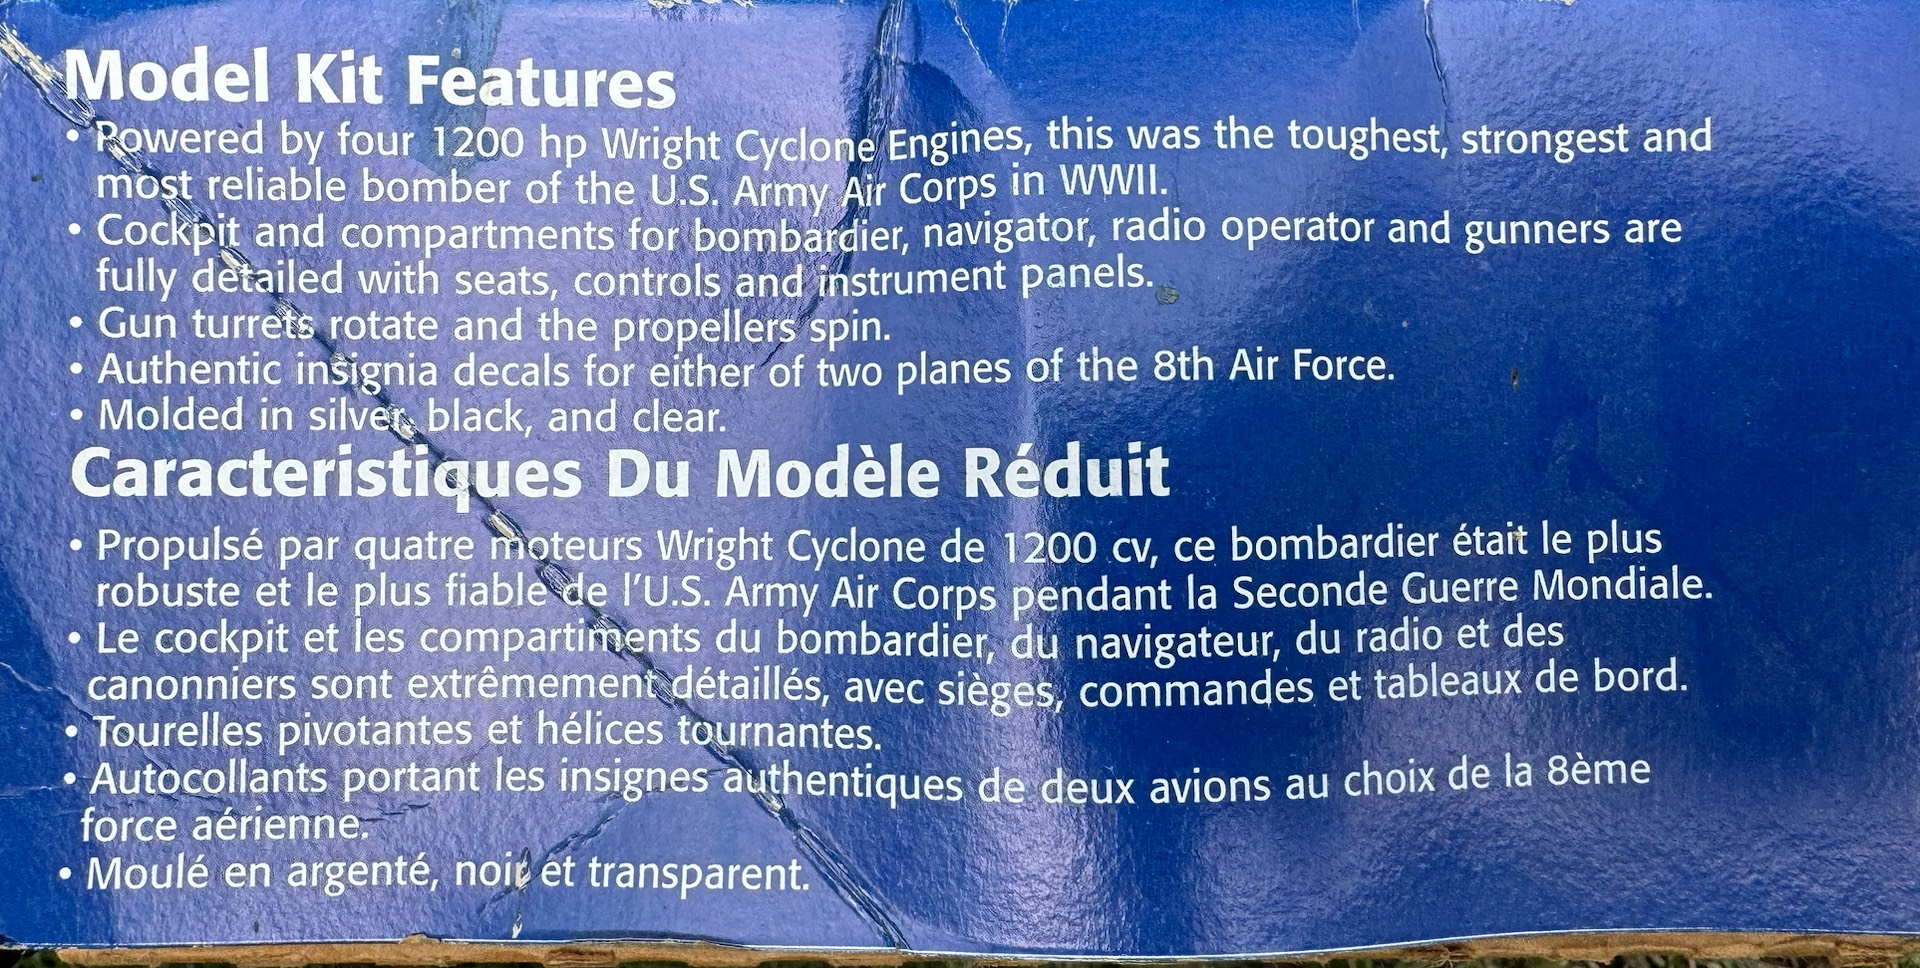 Model Kit Features
• Powered by four 1200 hp Wright Cyclone Engines, this was the toughest, strongest and
most reliable bomber of the U.S. Army Air Corps in WWII.
• Cockpit and compartments for bombardier, navigator, radio operator and gunners are
fully detailed with seats, controls and instrument panels.
• Gun turrets rotate and the propellers spin.
• Authentic insignia decals for either of two planes of the 8th Air Force.
• Molded in silver, black, and clear.
Caracteristiques Du Modèle Réduit
• Propulsé par quatre moteurs Wright Cyclone de 1200 cv, ce bombardier était le plus
robuste et le plus fiable de l'U.S. Army Air Corps pendant la Seconde Guerre Mondiale.
• Le cockpit et les compartiments du bombardier, du navigateur, du radio et des
canonniers sont extrêmement détaillés, avec sièges, commandes et tableaux de bord.
• Tourelles pivotantes et hélices tournantes.
• Autocollants portant les insignes authentiques de deux avions au choix de la 8ème
force aérienne.
• Moulé en argenté, noir et transparent.